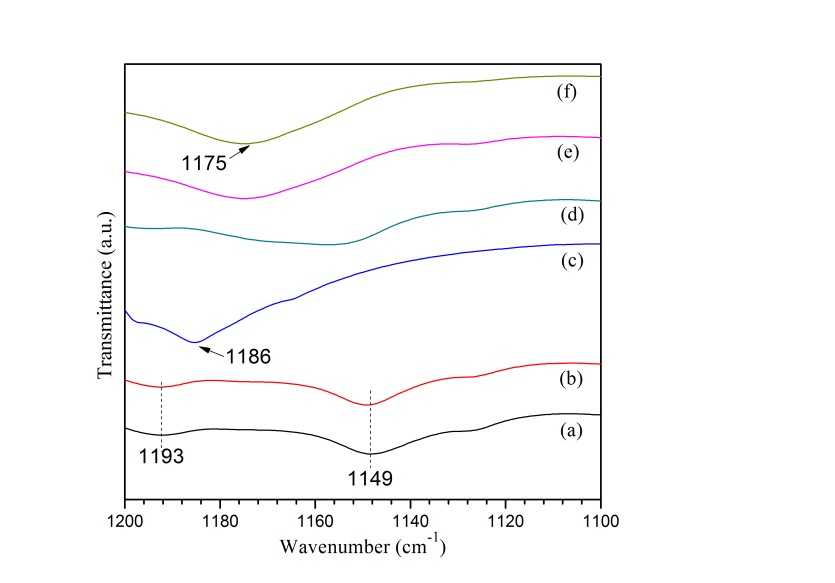 (f)
1175
(e)
(d)
(c)
1186
(b)
(a)
1193
1149
1200 1180 1160 1140 1120 1100
Wavenumber (cm⁻¹)
Transmittance (a.u.)